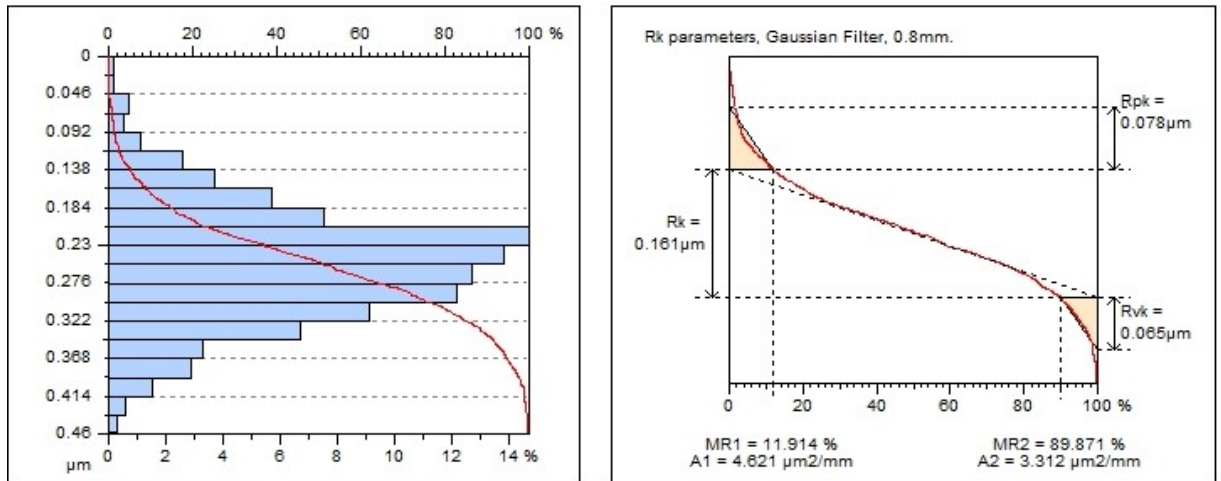 0 20 40 60 80 100 %
0
0.046
0.092
0.138
0.184
0.23
0.276
0.322
0.368
0.414
0.46
µm
0 2 4 6 8 10 12 14 %
Rk parameters, Gaussian Filter, 0.8mm.
Rpk =
0.078µm
Rk =
0.161µm
Rvk =
0.065µm
0 20 40 60 80 100 %
MR1 = 11.914 % MR2 = 89.871 %
A1 = 4.621 µm2/mm A2 = 3.312 µm2/mm